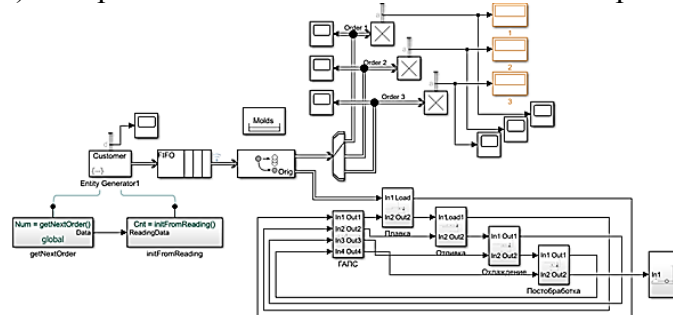 Order 1
Order 2
Order 3
1
2
3
Molds
Customer
FIFO
Orig
Entity Generator1
Num = getNextOrder()
Data
global
getNextOrder
Cnt = initFromReading()
ReadingData
initFromReading
In1 Load
In2 Out2
Плавка
In1 Out1
In2 Out2
In3 Out3
In4 Out4
ГАПС
In1Load1
In2 Out2
Отливка
In1 Out1
In2 Out2
Охлаждение
In1 Out1
In2 Out2
Постобработка
In1